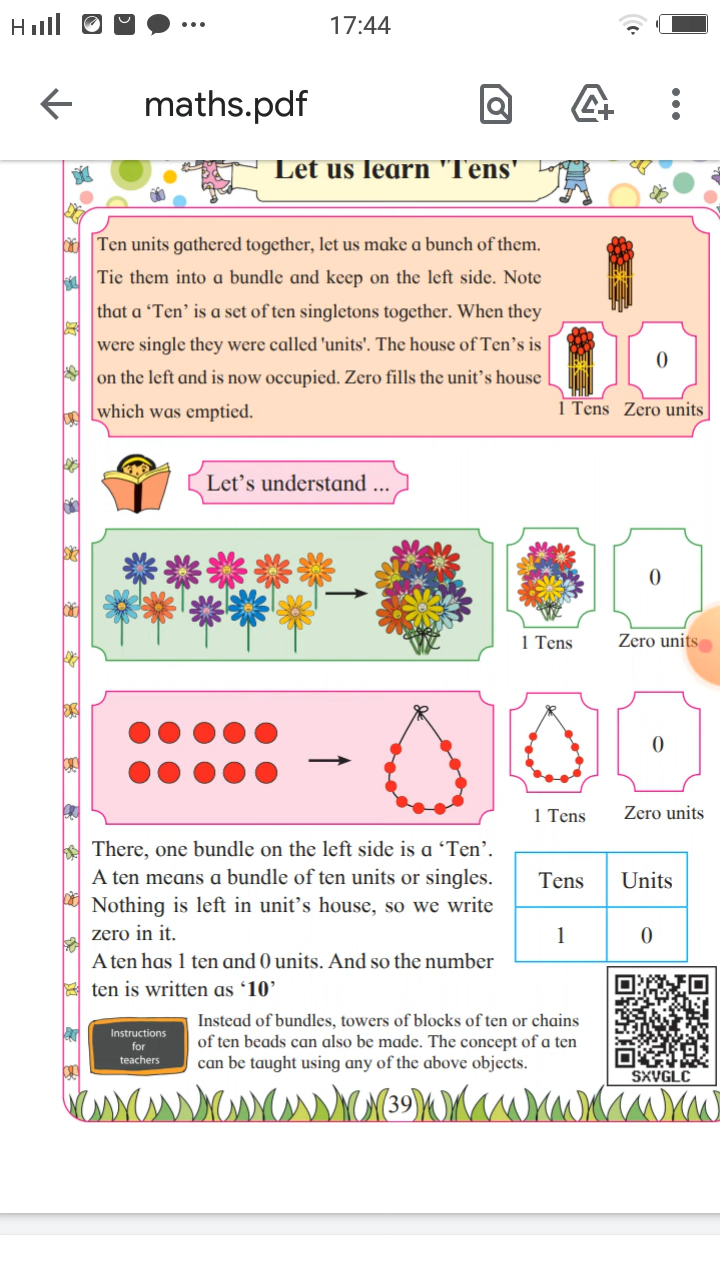 H 17:44
maths.pdf
Let us learn 'Tens'
Ten units gathered together, let us make a bunch of them.
Tie them into a bundle and keep on the left side. Note
that a ‘Ten’ is a set of ten singletons together. When they
were single they were called 'units'. The house of Ten’s is
on the left and is now occupied. Zero fills the unit’s house
which was emptied.
0
1 Tens Zero units
Let’s understand ...
0
1 Tens Zero units
0
1 Tens Zero units
There, one bundle on the left side is a ‘Ten’.
A ten means a bundle of ten units or singles.
Nothing is left in unit’s house, so we write
zero in it.
A ten has 1 ten and 0 units. And so the number
ten is written as ‘10’
Tens Units
1 0
Instructions
for
teachers
Instead of bundles, towers of blocks of ten or chains
of ten beads can also be made. The concept of a ten
can be taught using any of the above objects.
SXVGLC
39